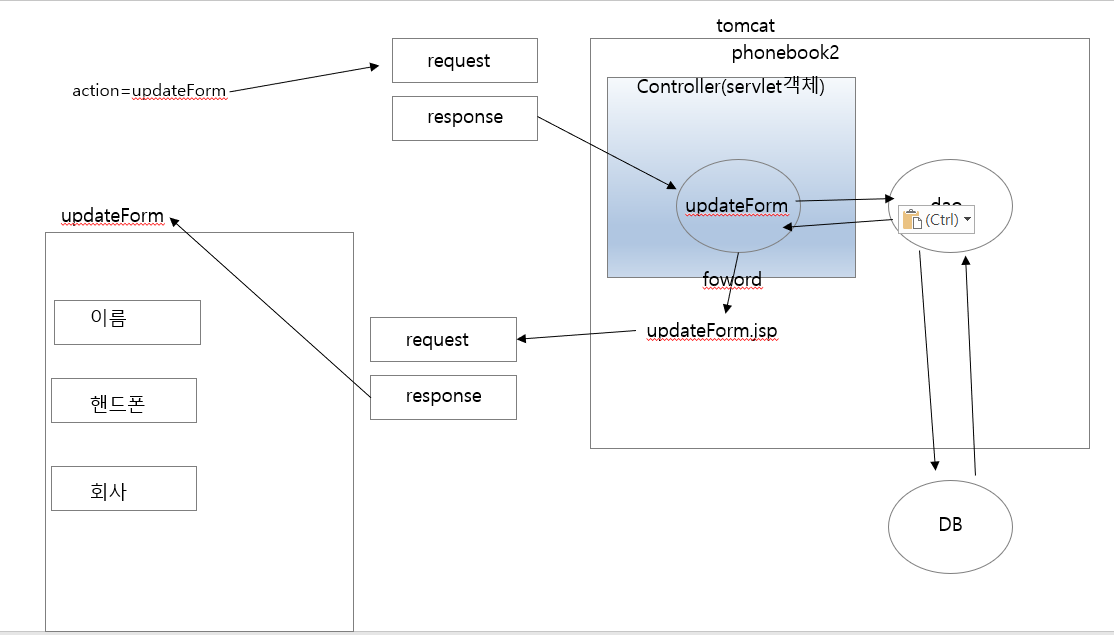 tomcat
phonebook2
request
action=updateForm
Controller(servlet객체)
response
updateForm
(Ctrl)
updateForm
foword
이름
request
updateForm.jsp
핸드폰
response
회사
DB